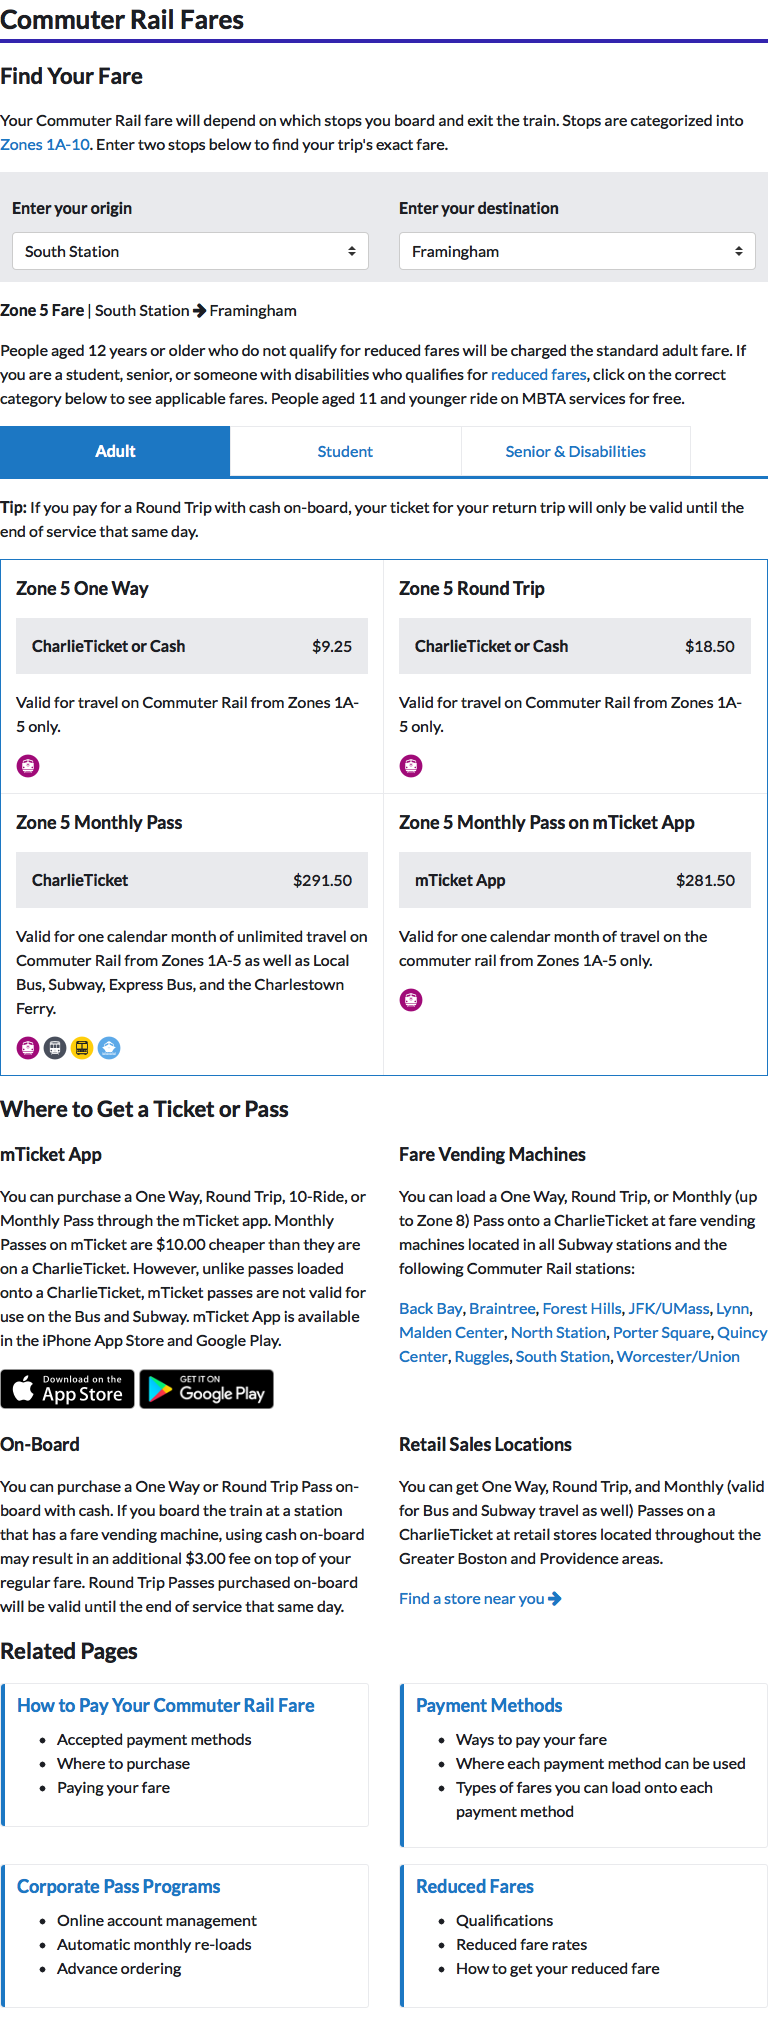 Commuter Rail Fares
Find Your Fare
Your Commuter Rail fare will depend on which stops you board and exit the train. Stops are categorized into
Zones 1A-10. Enter two stops below to find your trip's exact fare.
Enter your origin
South Station
Enter your destination
Framingham
Zone 5 Fare | South Station → Framingham
People aged 12 years or older who do not qualify for reduced fares will be charged the standard adult fare. If
you are a student, senior, or someone with disabilities who qualifies for reduced fares, click on the correct
category below to see applicable fares. People aged 11 and younger ride on MBTA services for free.
Adult
Student
Senior & Disabilities
Tip: If you pay for a Round Trip with cash on-board, your ticket for your return trip will only be valid until the
end of service that same day.
Zone 5 One Way
CharlieTicket or Cash $9.25
Valid for travel on Commuter Rail from Zones 1A-
5 only.
Zone 5 Round Trip
CharlieTicket or Cash $18.50
Valid for travel on Commuter Rail from Zones 1A-
5 only.
Zone 5 Monthly Pass
CharlieTicket $291.50
Valid for one calendar month of unlimited travel on
Commuter Rail from Zones 1A-5 as well as Local
Bus, Subway, Express Bus, and the Charlestown
Ferry.
Zone 5 Monthly Pass on mTicket App
mTicket App $281.50
Valid for one calendar month of travel on the
commuter rail from Zones 1A-5 only.
Where to Get a Ticket or Pass
mTicket App
You can purchase a One Way, Round Trip, 10-Ride, or
Monthly Pass through the mTicket app. Monthly
Passes on mTicket are $10.00 cheaper than they are
on a CharlieTicket. However, unlike passes loaded
onto a CharlieTicket, mTicket passes are not valid for
use on the Bus and Subway. mTicket App is available
in the iPhone App Store and Google Play.
Download on the
App Store
GET IT ON
Google Play
Fare Vending Machines
You can load a One Way, Round Trip, or Monthly (up
to Zone 8) Pass onto a CharlieTicket at fare vending
machines located in all Subway stations and the
following Commuter Rail stations:
Back Bay, Braintree, Forest Hills, JFK/UMass, Lynn,
Malden Center, North Station, Porter Square, Quincy
Center, Ruggles, South Station, Worcester/Union
On-Board
You can purchase a One Way or Round Trip Pass on-
board with cash. If you board the train at a station
that has a fare vending machine, using cash on-board
may result in an additional $3.00 fee on top of your
regular fare. Round Trip Passes purchased on-board
will be valid until the end of service that same day.
Retail Sales Locations
You can get One Way, Round Trip, and Monthly (valid
for Bus and Subway travel as well) Passes on a
CharlieTicket at retail stores located throughout the
Greater Boston and Providence areas.
Find a store near you →
Related Pages
How to Pay Your Commuter Rail Fare
• Accepted payment methods
• Where to purchase
• Paying your fare
Payment Methods
• Ways to pay your fare
• Where each payment method can be used
• Types of fares you can load onto each
payment method
Corporate Pass Programs
• Online account management
• Automatic monthly re-loads
• Advance ordering
Reduced Fares
• Qualifications
• Reduced fare rates
• How to get your reduced fare